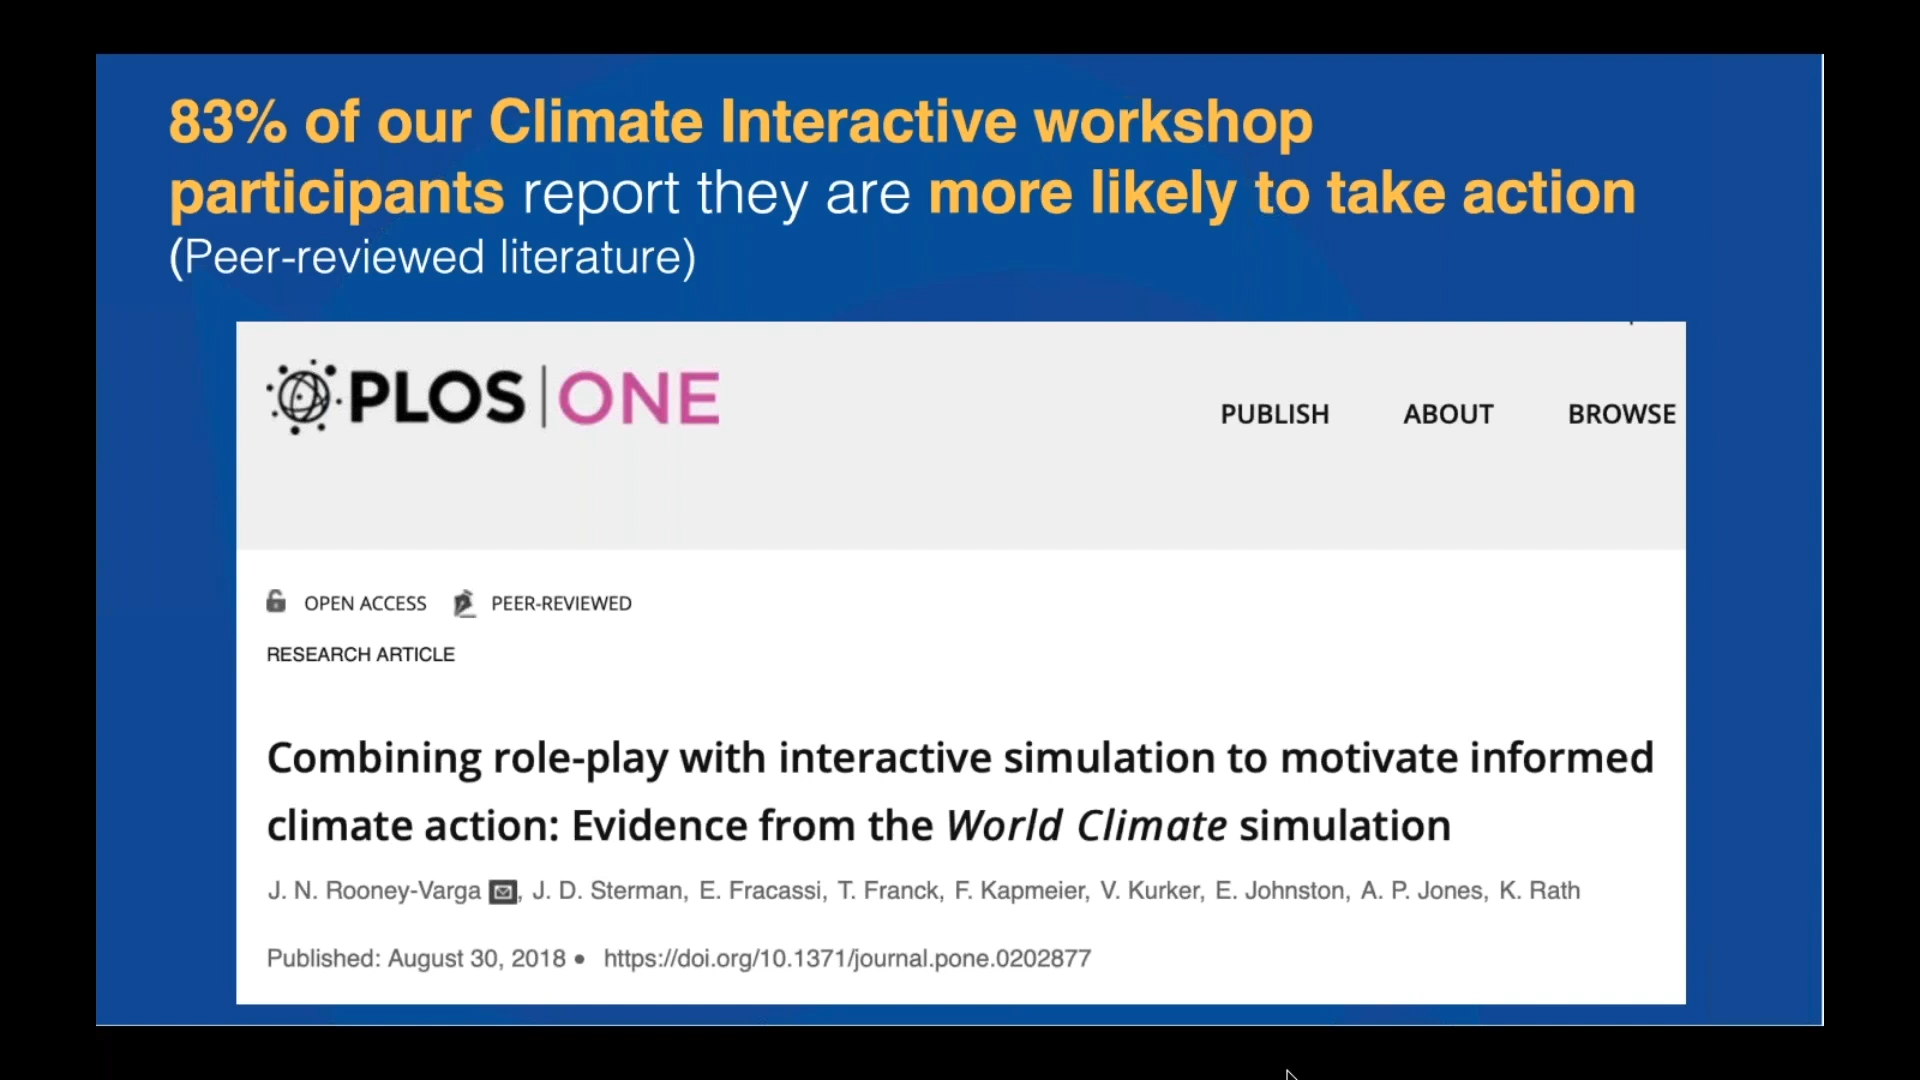 83% of our Climate Interactive workshop
participants report they are more likely to take action
(Peer-reviewed literature)
PLOS | ONE
PUBLISH ABOUT BROWSE
OPEN ACCESS PEER-REVIEWED
RESEARCH ARTICLE
Combining role-play with interactive simulation to motivate informed
climate action: Evidence from the World Climate simulation
J. N. Rooney-Varga , J. D. Sterman, E. Fracassi, T. Franck, F. Kapmeier, V. Kurker, E. Johnston, A. P. Jones, K. Rath
Published: August 30, 2018 • https://doi.org/10.1371/journal.pone.0202877